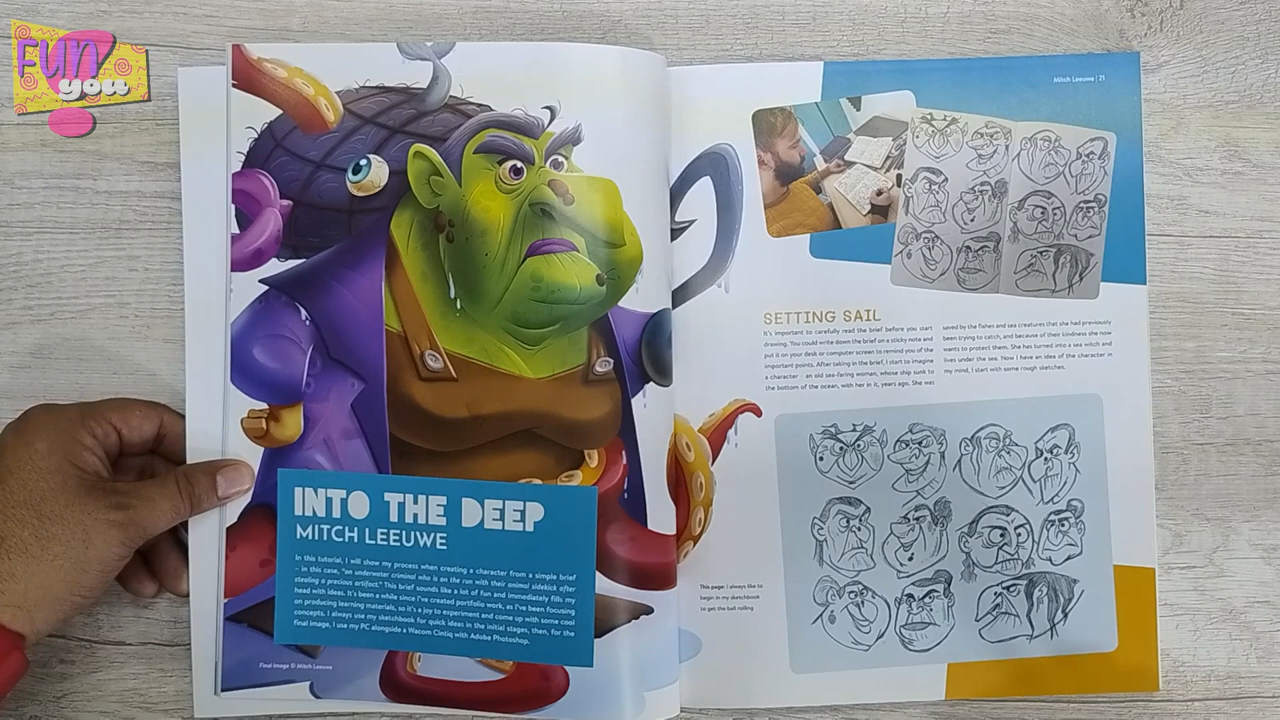 FUN
you
INTO THE DEEP
MITCH LEEUWE
In this tutorial, I will show my process when creating a character from a simple brief
– in this case, "an underwater criminal who is on the run with their animal sidekick after
stealing a precious artifact." This brief sounds like a lot of fun and immediately fills my
head with ideas. It's been a while since I've created portfolio work, as I've been focusing
on producing learning materials, so it's a joy to experiment and come up with some cool
concepts. I always use my sketchbook for quick ideas in the initial stages, then, for the
final image, I use my PC alongside a Wacom Cintiq with Adobe Photoshop.
Final image © Mitch Leeuwe
Mitch Leeuwe | 21
SETTING SAIL
It's important to carefully read the brief before you start
drawing. You could write down the brief on a sticky note and
put it on your desk or computer screen to remind you of the
important points. After taking in the brief, I start to imagine
a character – an old sea-faring woman, whose ship sunk to
the bottom of the ocean, with her in it, years ago. She was
saved by the fishes and sea creatures that she had previously
been trying to catch, and because of their kindness she now
wants to protect them. She has turned into a sea witch and
lives under the sea. Now I have an idea of the character in
my mind, I start with some rough sketches.
This page: I always like to
begin in my sketchbook
to get the ball rolling